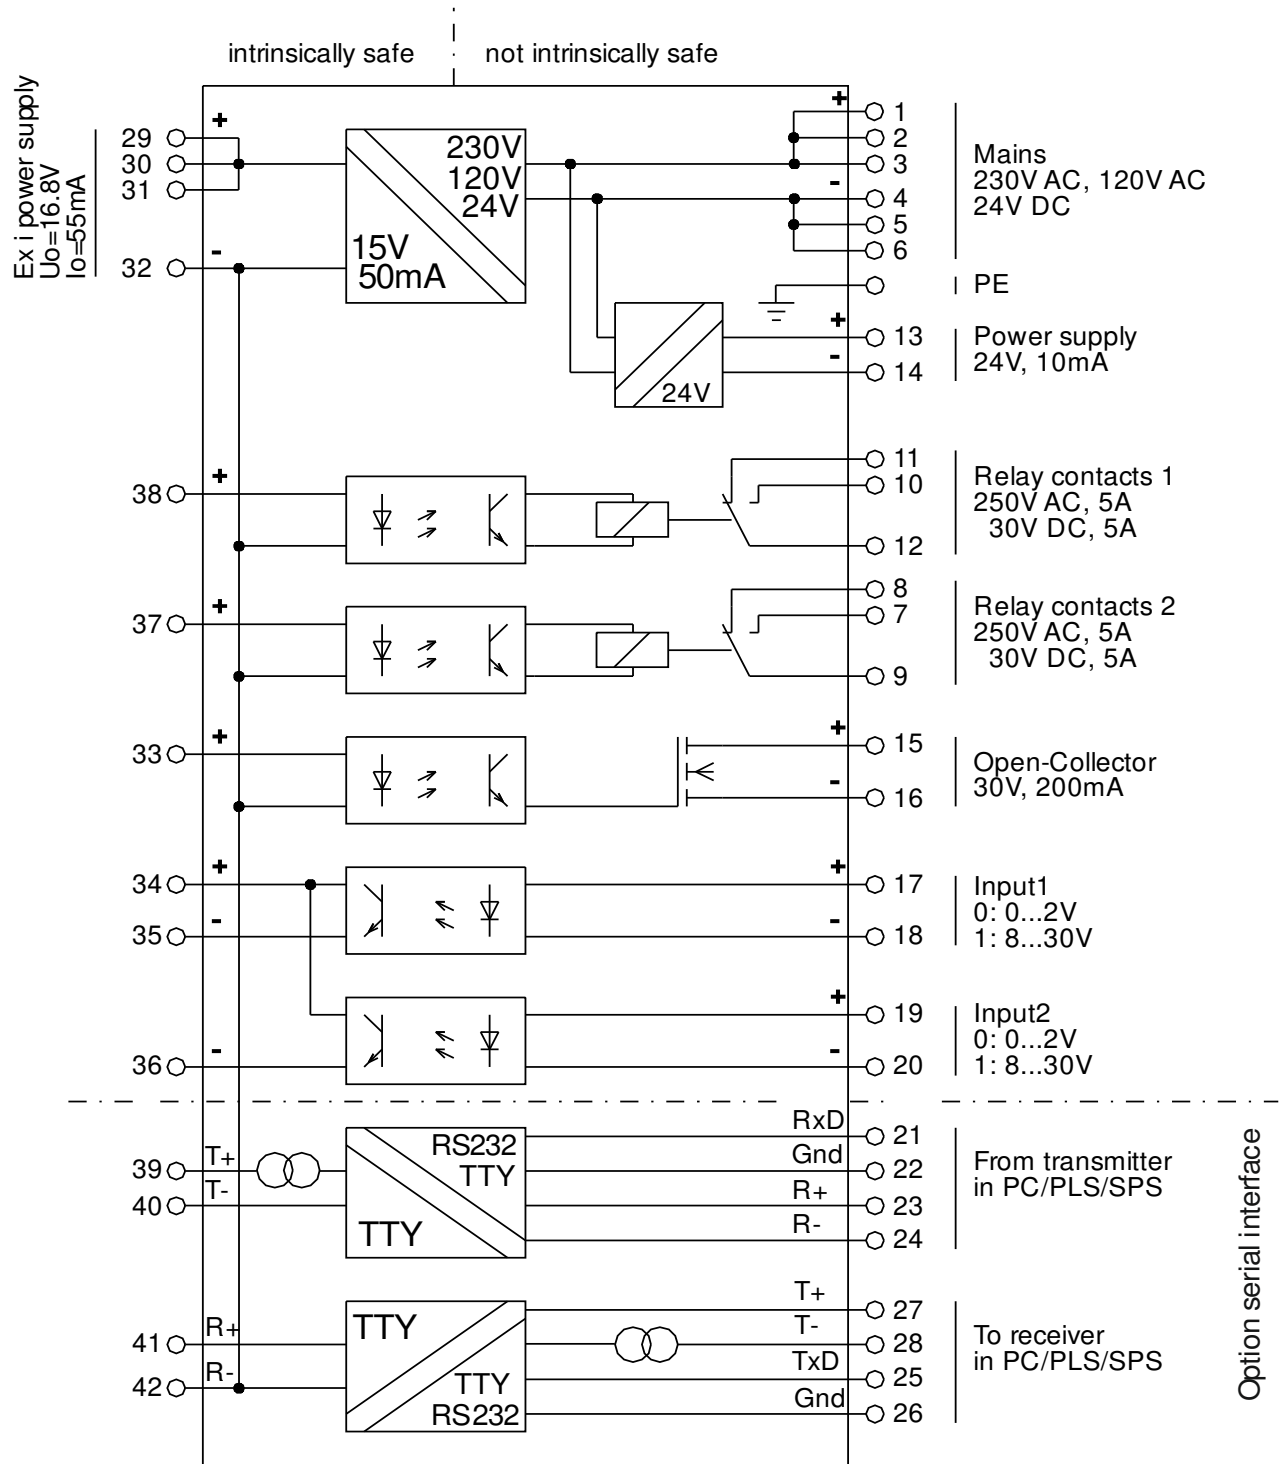 intrinsically safe
not intrinsically safe
Ex i power supply
Uo=16.8V
Io=55mA
+
29
30
31
-
32
230V
120V
24V
15V
50mA
+
1
2
3
-
4
5
6
Mains
230V AC, 120V AC
24V DC
PE
+
13
-
14
24V
Power supply
24V, 10mA
+
38
11
10
12
Relay contacts 1
250V AC, 5A
30V DC, 5A
+
37
8
7
9
Relay contacts 2
250V AC, 5A
30V DC, 5A
+
33
+
15
-
16
Open-Collector
30V, 200mA
+
34
-
35
+
17
-
18
Input1
0: 0...2V
1: 8...30V
-
36
+
19
-
20
Input2
0: 0...2V
1: 8...30V
T+
39
T-
40
RS232
TTY
TTY
RxD
21
Gnd
22
R+
23
R-
24
From transmitter
in PC/PLS/SPS
R+
41
R-
42
TTY
TTY
RS232
T+
27
T-
28
TxD
25
Gnd
26
To receiver
in PC/PLS/SPS
Option serial interface